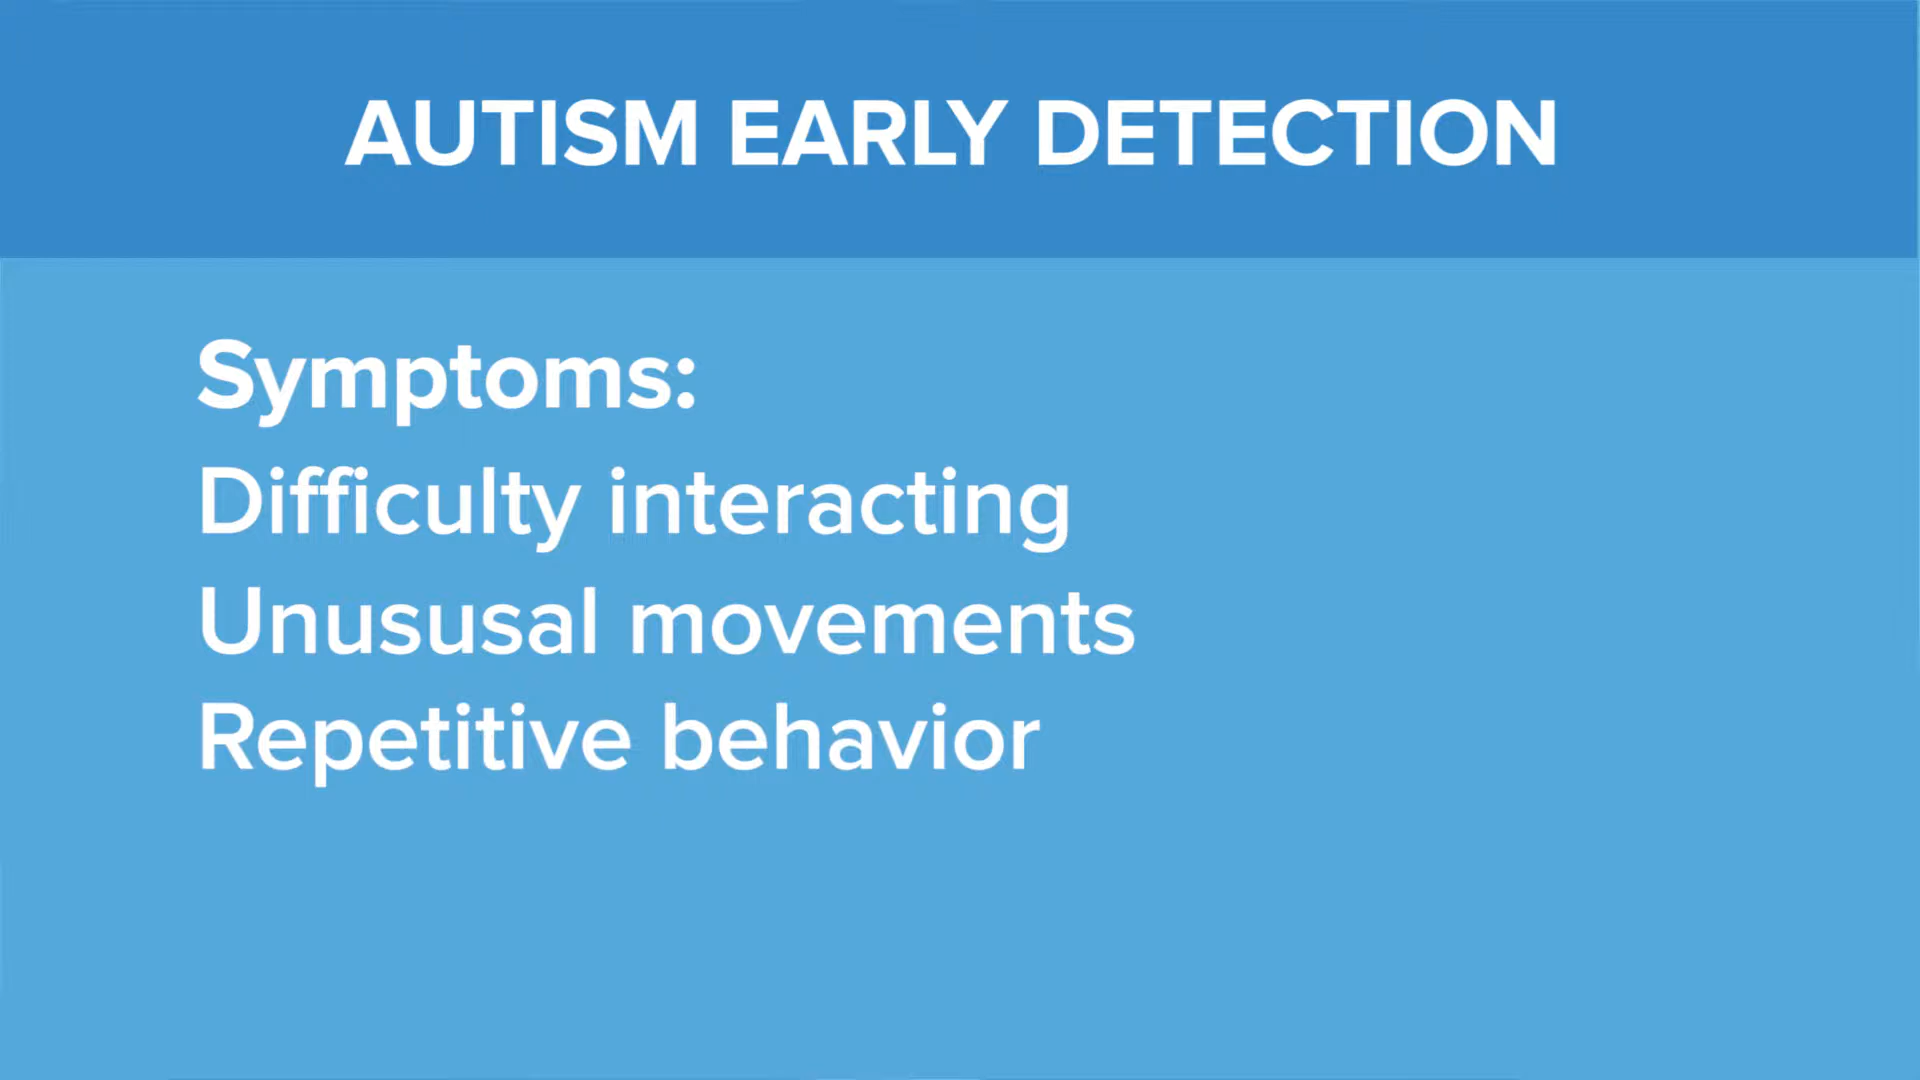 AUTISM EARLY DETECTION
Symptoms:
Difficulty interacting
Unususal movements
Repetitive behavior